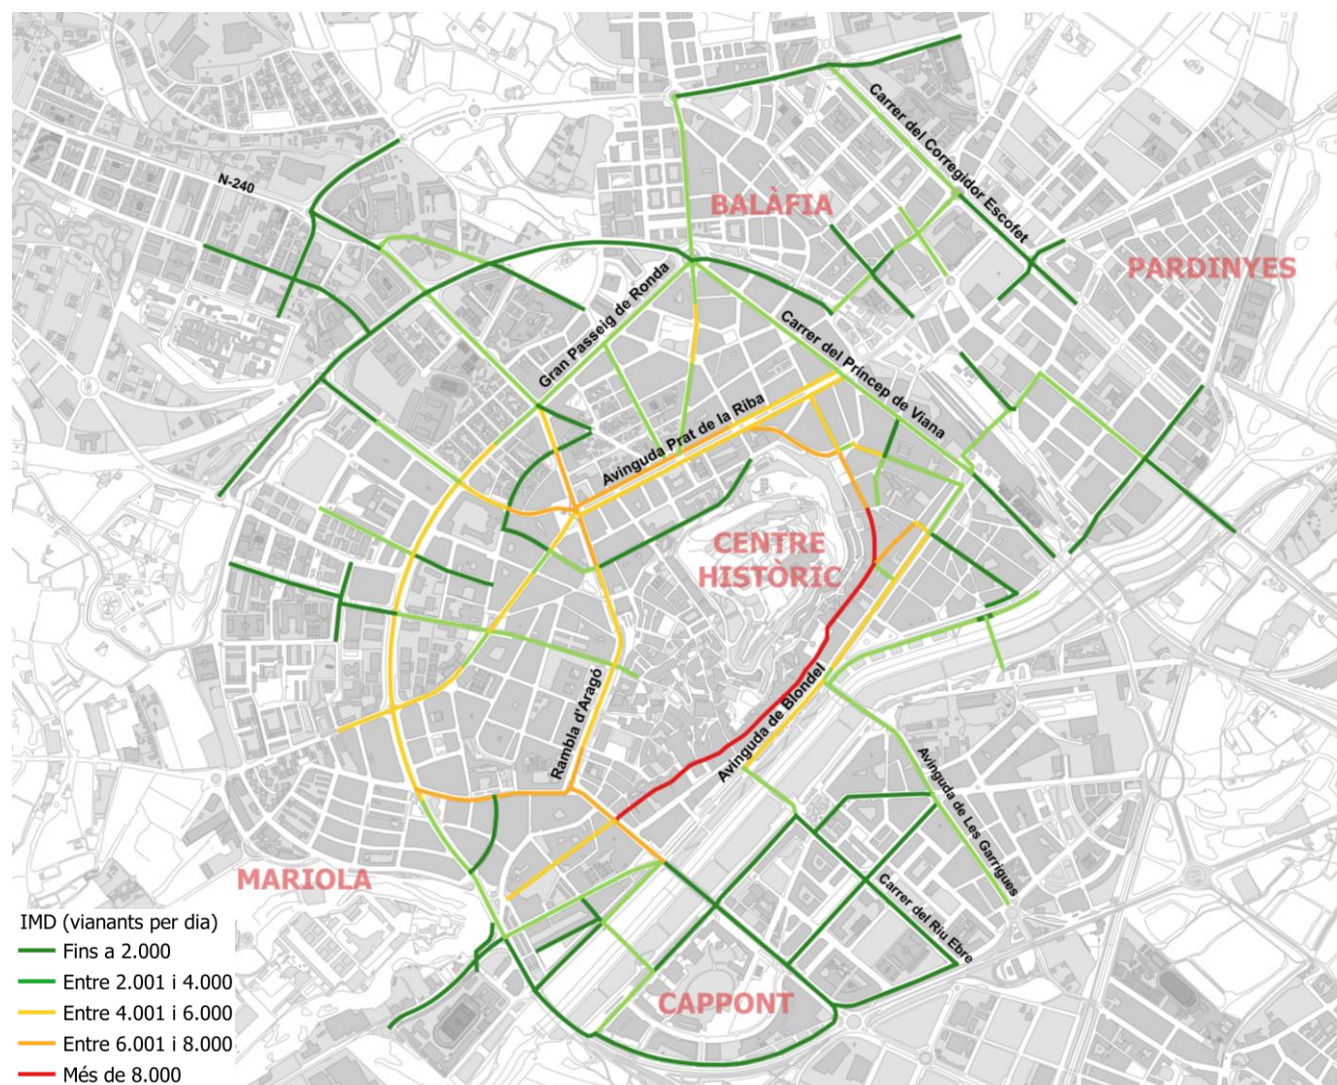 N-240
Carrer del Corregidor Escofet
BALÀFIA
PARDINYES
Gran Passeig de Ronda
Carrer del Príncep de Viana
Avinguda Prat de la Riba
CENTRE
HISTÒRIC
Rambla d'Aragó
Avinguda de Blondel
Avinguda de Les Garrigues
MARIOLA
Carrer del Riu Ebre
CAPPONT
IMD (vianants per dia)
Fins a 2.000
Entre 2.001 i 4.000
Entre 4.001 i 6.000
Entre 6.001 i 8.000
Més de 8.000